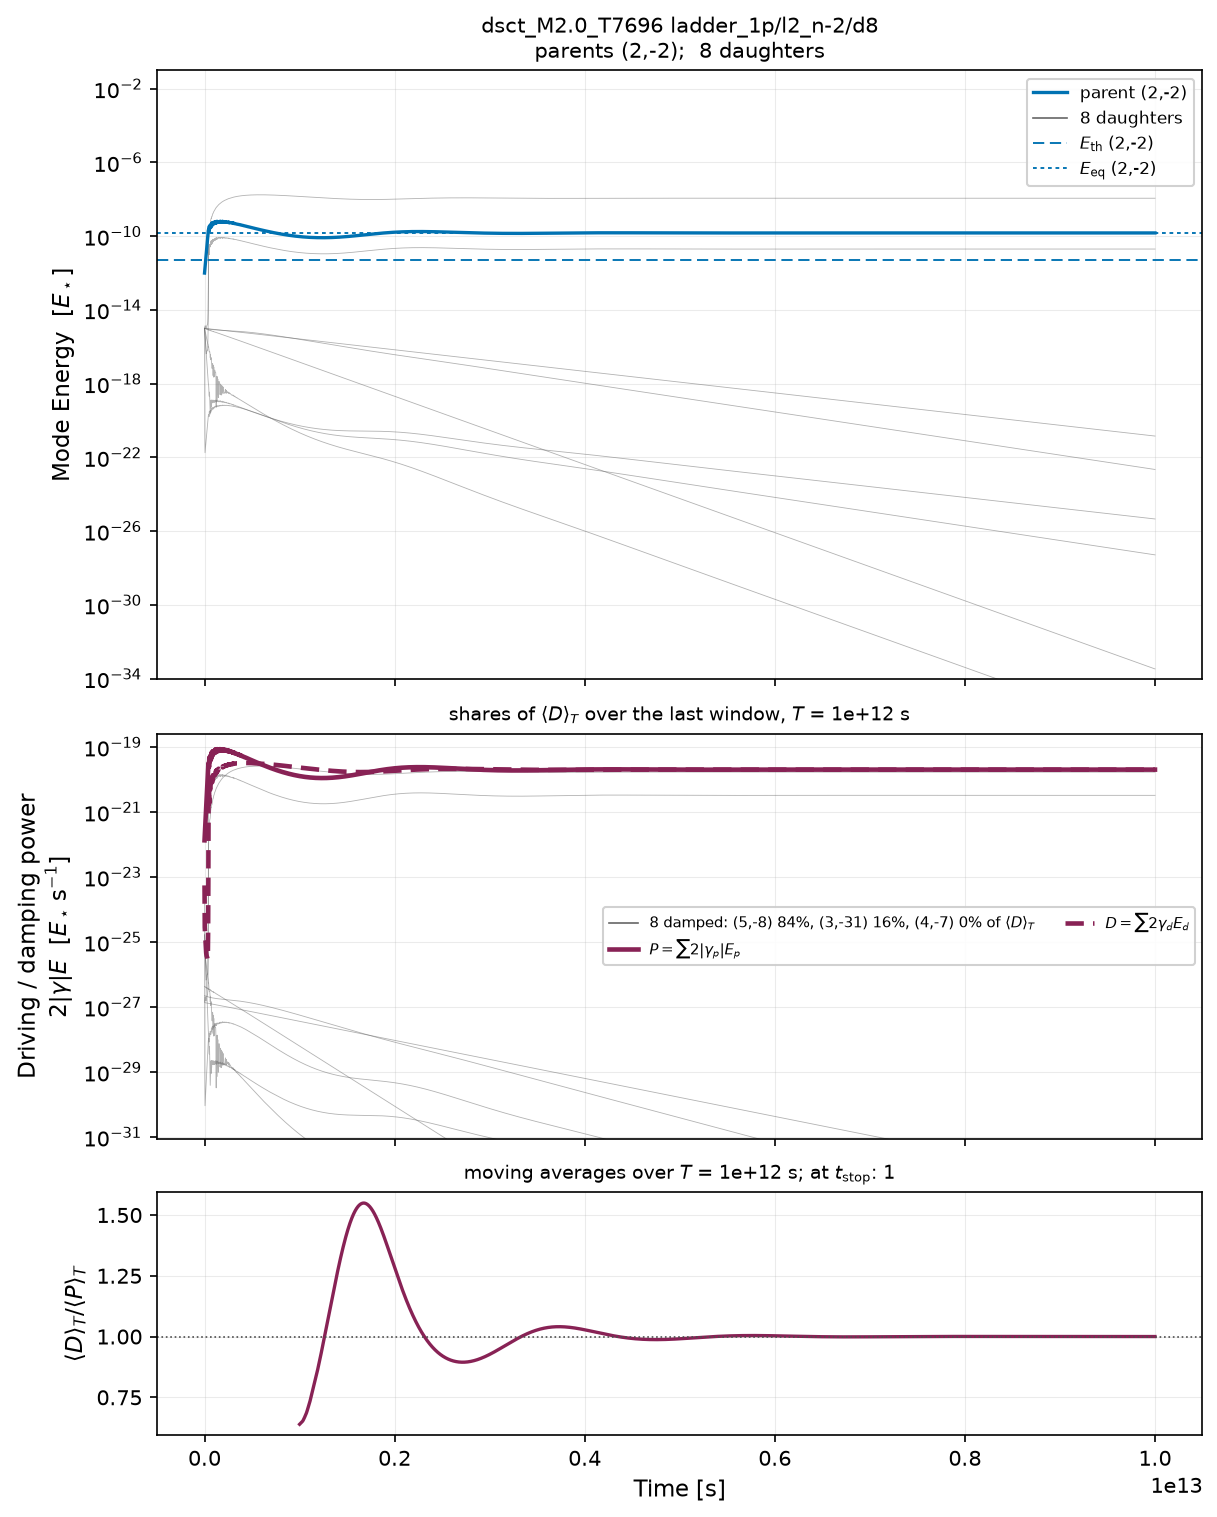 dsct_M2.0_T7696 ladder_1p/l2_n-2/d8
parents (2,-2);  8 daughters
10⁻²
10⁻⁶
10⁻¹⁰
10⁻¹⁴
10⁻¹⁸
10⁻²²
10⁻²⁶
10⁻³⁰
10⁻³⁴
Mode Energy [E⋆]
parent (2,-2)
8 daughters
E_th (2,-2)
E_eq (2,-2)
shares of ⟨D⟩_T over the last window, T = 1e+12 s
10⁻¹⁹
10⁻²¹
10⁻²³
10⁻²⁵
10⁻²⁷
10⁻²⁹
10⁻³¹
Driving / damping power
2|γ|E [E⋆ s⁻¹]
8 damped: (5,-8) 84%, (3,-31) 16%, (4,-7) 0% of ⟨D⟩_T
P = ∑2|γ_p|E_p
D = ∑2γ_dE_d
moving averages over T = 1e+12 s; at t_stop: 1
1.50
1.25
1.00
0.75
⟨D⟩_T/⟨P⟩_T
0.0
0.2
0.4
0.6
0.8
1.0
1e13
Time [s]